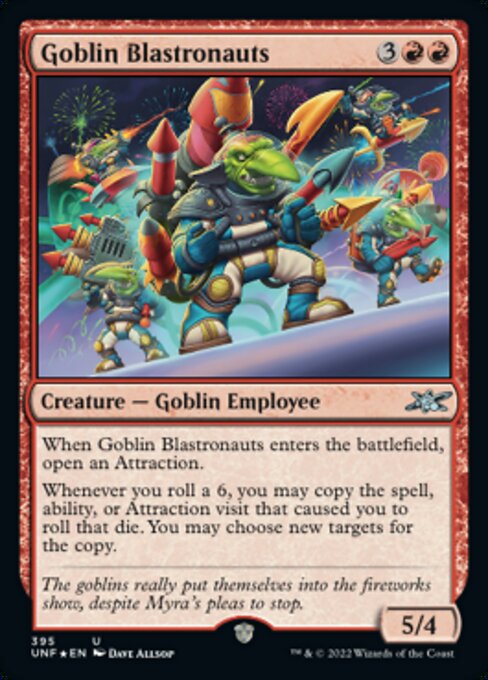 Goblin Blastronauts 3
Creature — Goblin Employee
When Goblin Blastronauts enters the battlefield,
open an Attraction.
Whenever you roll a 6, you may copy the spell,
ability, or Attraction visit that caused you to
roll that die. You may choose new targets for
the copy.
The goblins really put themselves into the fireworks
show, despite Myra's pleas to stop.
5/4
395 U
UNF★EN Dave Allsop
™ & © 2022 Wizards of the Coast